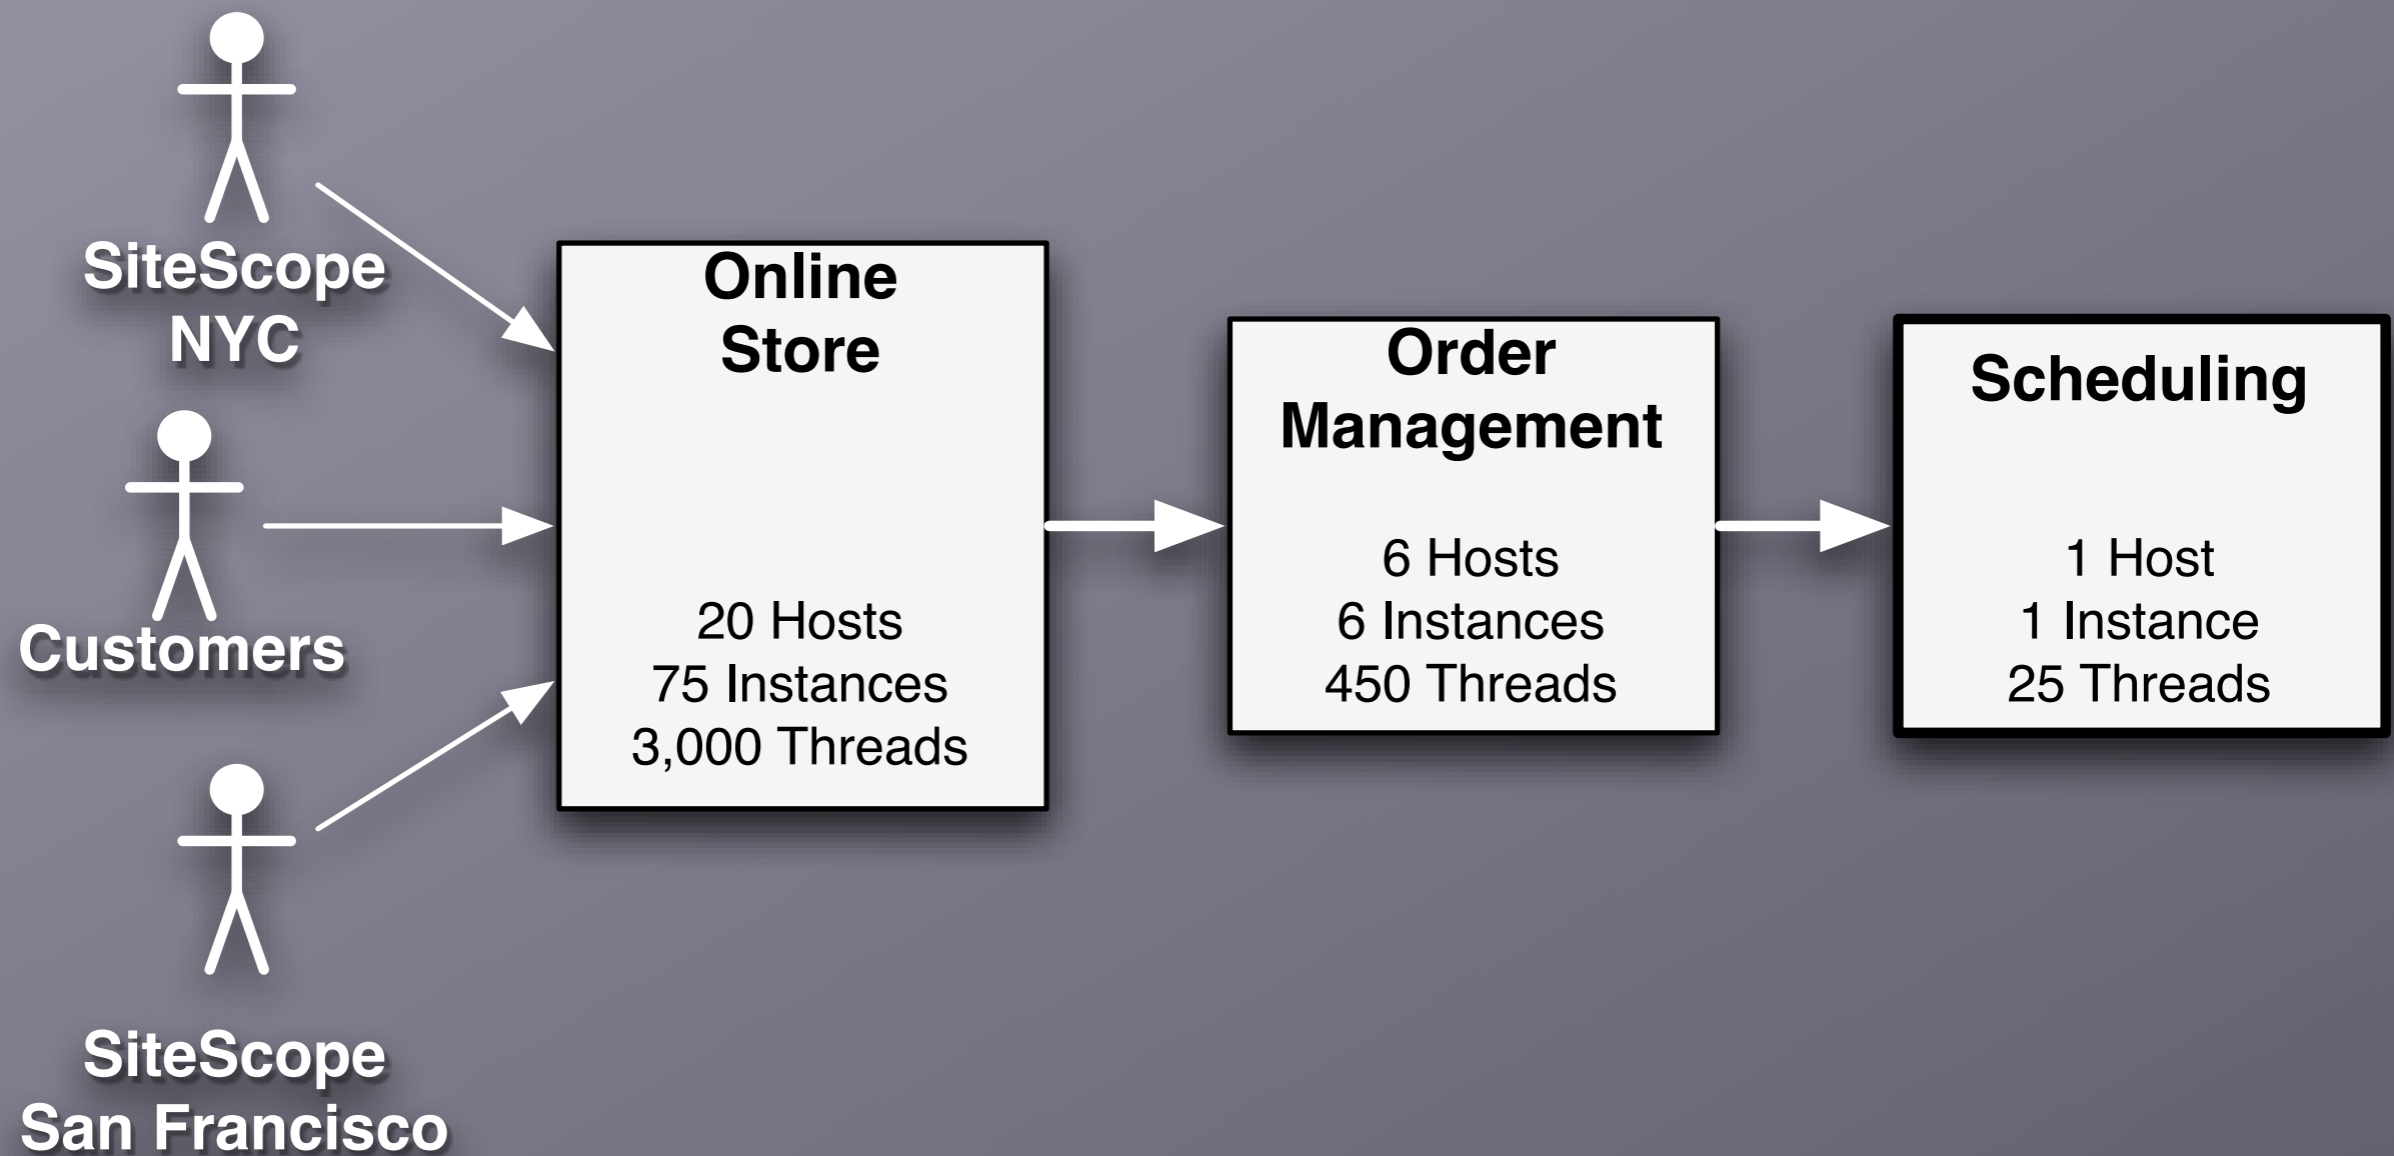 SiteScope
NYC
Customers
SiteScope
San Francisco
Online
Store
20 Hosts
75 Instances
3,000 Threads
Order
Management
6 Hosts
6 Instances
450 Threads
Scheduling
1 Host
1 Instance
25 Threads